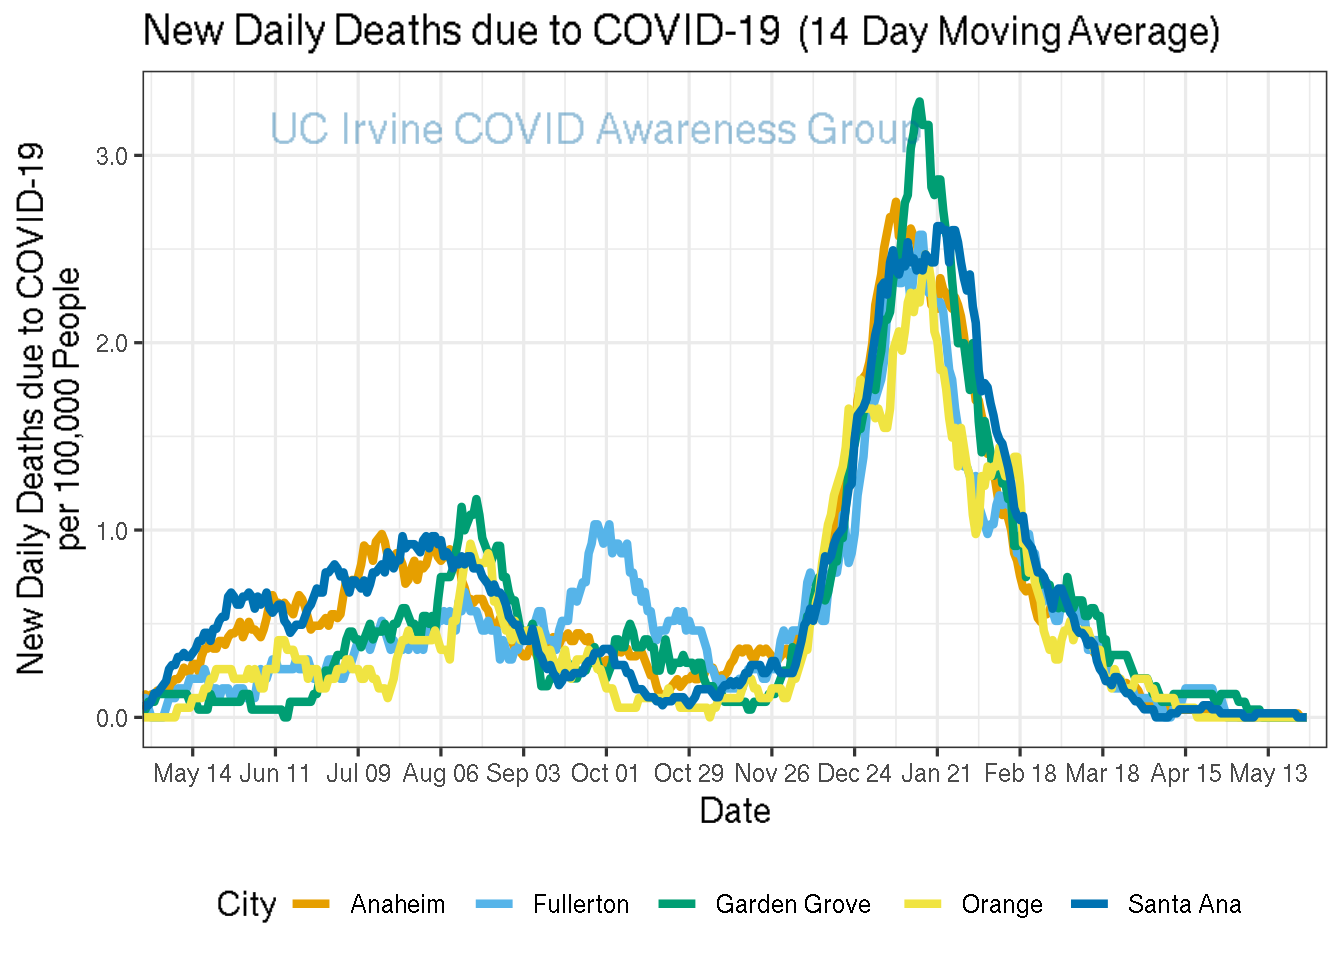 New Daily Deaths due to COVID-19 (14 Day Moving Average)
UC Irvine COVID Awareness Group
New Daily Deaths due to COVID-19
per 100,000 People
3.0
2.0
1.0
0.0
May 14 Jun 11 Jul 09 Aug 06 Sep 03 Oct 01 Oct 29 Nov 26 Dec 24 Jan 21 Feb 18 Mar 18 Apr 15 May 13
Date
City Anaheim Fullerton Garden Grove Orange Santa Ana